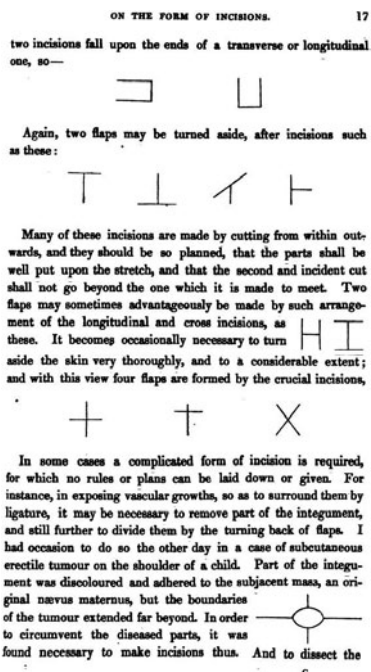 ON THE FORM OF INCISIONS. 17
two incisions fall upon the ends of a transverse or longitudinal
one, so—
Again, two flaps may be turned aside, after incisions such
as these:
Many of these incisions are made by cutting from within out-
wards, and they should be so planned, that the parts shall be
well put upon the stretch, and that the second and incident cut
shall not go beyond the one which it is made to meet. Two
flaps may sometimes advantageously be made by such arrange-
ment of the longitudinal and cross incisions, as
these. It becomes occasionally necessary to turn
aside the skin very thoroughly, and to a considerable extent;
and with this view four flaps are formed by the crucial incisions,
In some cases a complicated form of incision is required,
for which no rules or plans can be laid down or given. For
instance, in exposing vascular growths, so as to surround them by
ligature, it may be necessary to remove part of the integument,
and still further to divide them by the turning back of flaps. I
had occasion to do so the other day in a case of subcutaneous
erectile tumour on the shoulder of a child. Part of the integu-
ment was discoloured and adhered to the subjacent mass, an ori-
ginal nævus maternus, but the boundaries
of the tumour extended far beyond. In order
to circumvent the diseased parts, it was
found necessary to make incisions thus. And to dissect the